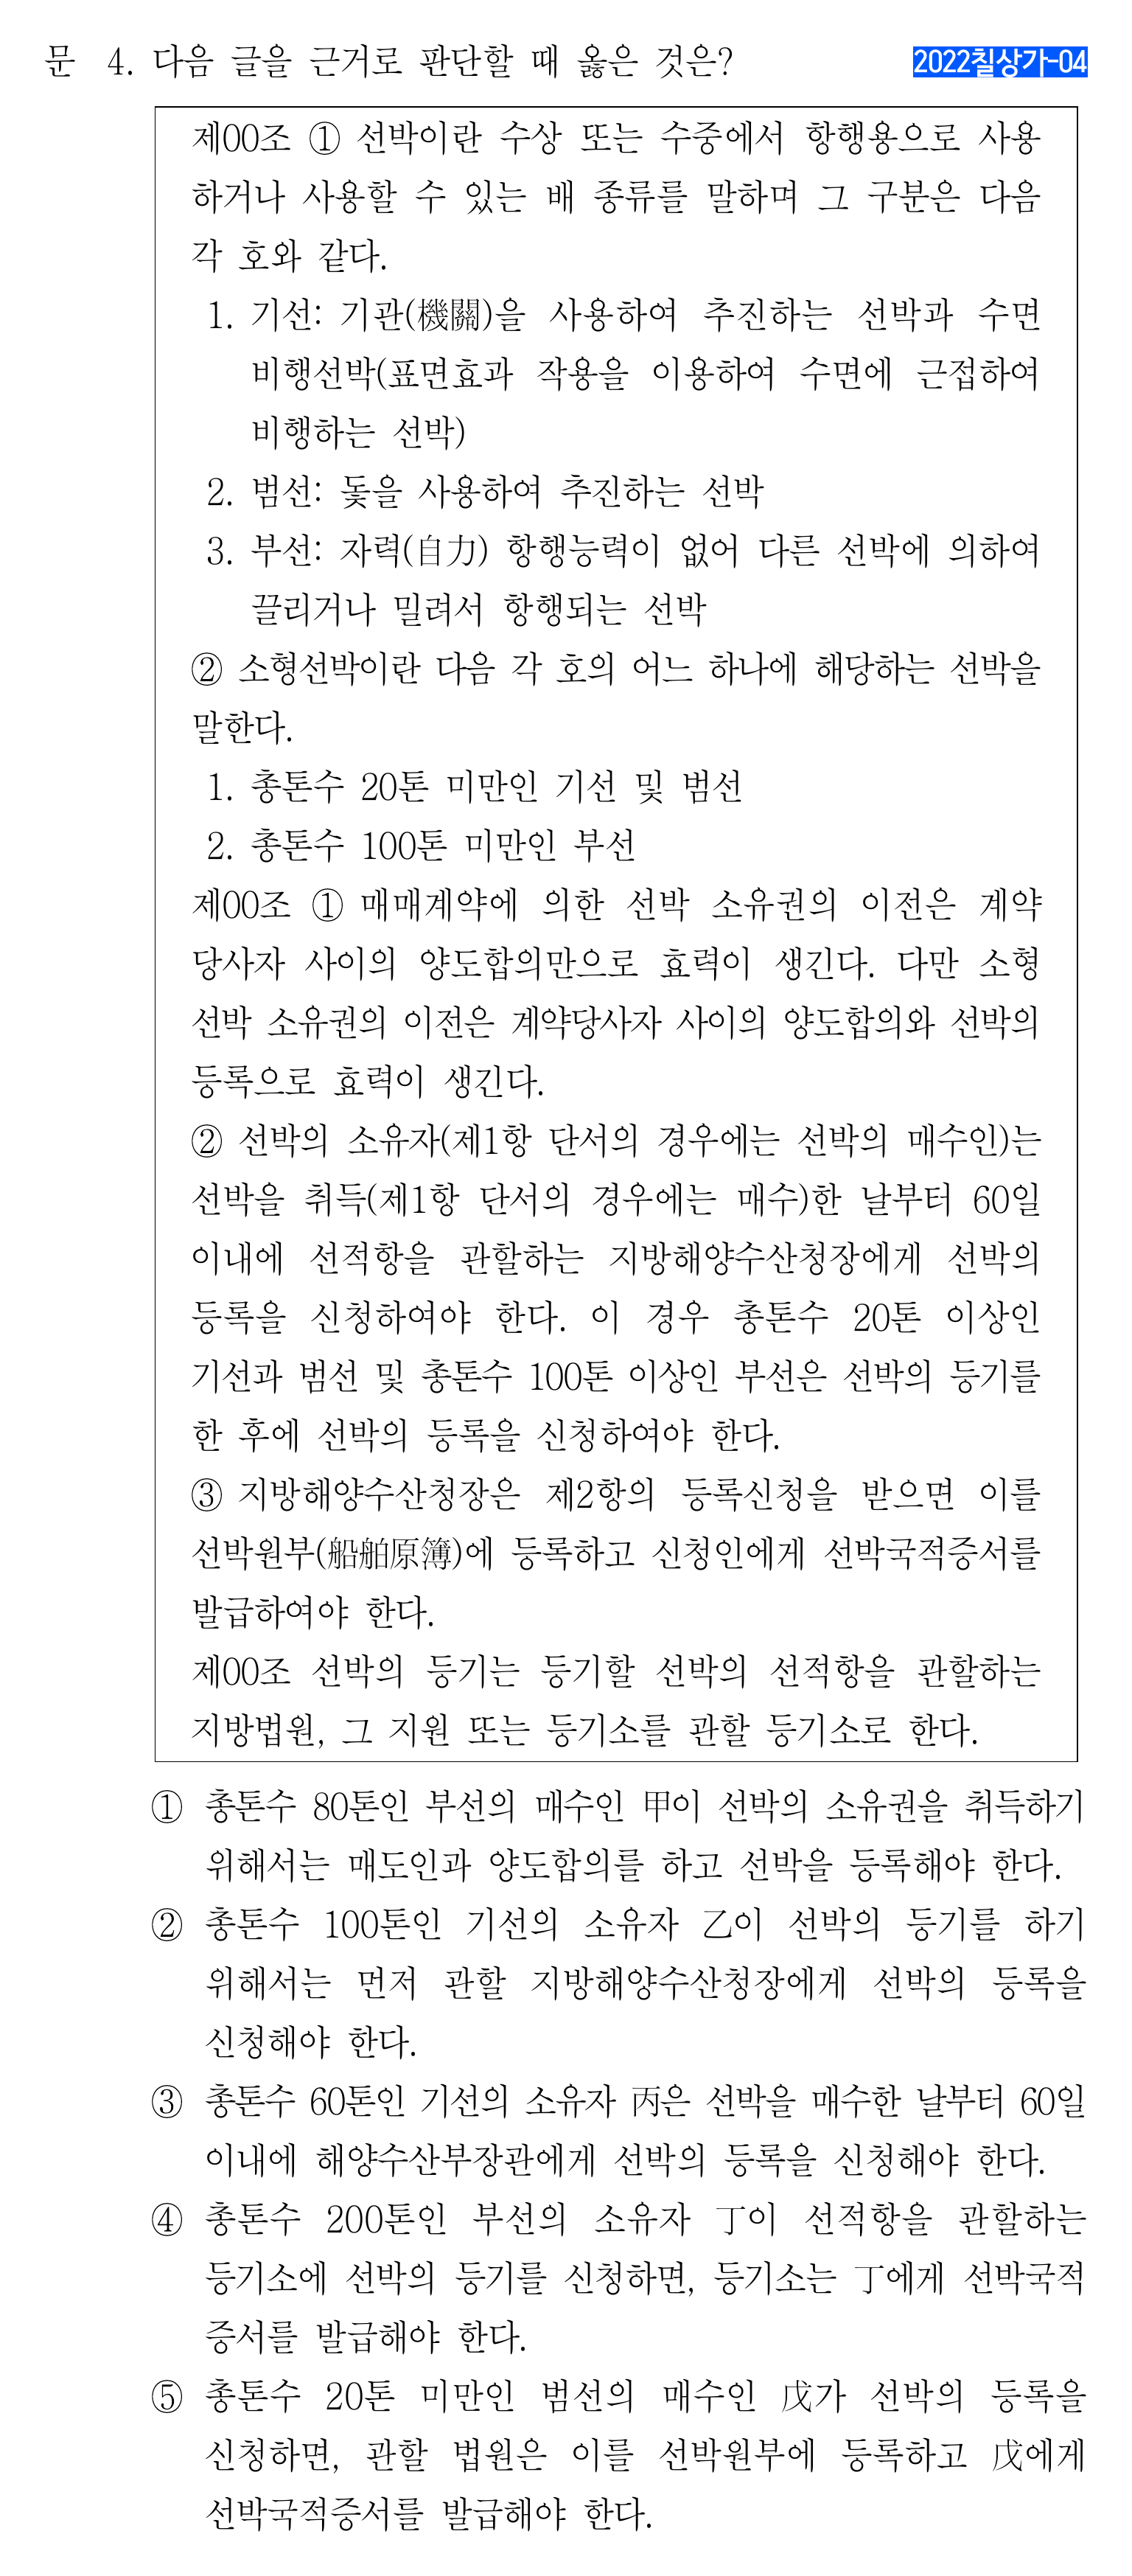 문 4. 다음 글을 근거로 판단할 때 옳은 것은?
2022칠상가-04
제00조 ① 선박이란 수상 또는 수중에서 항행용으로 사용
하거나 사용할 수 있는 배 종류를 말하며 그 구분은 다음
각 호와 같다.
1. 기선: 기관(機關)을 사용하여 추진하는 선박과 수면
비행선박(표면효과 작용을 이용하여 수면에 근접하여
비행하는 선박)
2. 범선: 돛을 사용하여 추진하는 선박
3. 부선: 자력(自力) 항행능력이 없어 다른 선박에 의하여
끌리거나 밀려서 항행되는 선박
② 소형선박이란 다음 각 호의 어느 하나에 해당하는 선박을
말한다.
1. 총톤수 20톤 미만인 기선 및 범선
2. 총톤수 100톤 미만인 부선
제00조 ① 매매계약에 의한 선박 소유권의 이전은 계약
당사자 사이의 양도합의만으로 효력이 생긴다. 다만 소형
선박 소유권의 이전은 계약당사자 사이의 양도합의와 선박의
등록으로 효력이 생긴다.
② 선박의 소유자(제1항 단서의 경우에는 선박의 매수인)는
선박을 취득(제1항 단서의 경우에는 매수)한 날부터 60일
이내에 선적항을 관할하는 지방해양수산청장에게 선박의
등록을 신청하여야 한다. 이 경우 총톤수 20톤 이상인
기선과 범선 및 총톤수 100톤 이상인 부선은 선박의 등기를
한 후에 선박의 등록을 신청하여야 한다.
③ 지방해양수산청장은 제2항의 등록신청을 받으면 이를
선박원부(船舶原簿)에 등록하고 신청인에게 선박국적증서를
발급하여야 한다.
제00조 선박의 등기는 등기할 선박의 선적항을 관할하는
지방법원, 그 지원 또는 등기소를 관할 등기소로 한다.
① 총톤수 80톤인 부선의 매수인 甲이 선박의 소유권을 취득하기
위해서는 매도인과 양도합의를 하고 선박을 등록해야 한다.
② 총톤수 100톤인 기선의 소유자 乙이 선박의 등기를 하기
위해서는 먼저 관할 지방해양수산청장에게 선박의 등록을
신청해야 한다.
③ 총톤수 60톤인 기선의 소유자 丙은 선박을 매수한 날부터 60일
이내에 해양수산부장관에게 선박의 등록을 신청해야 한다.
④ 총톤수 200톤인 부선의 소유자 丁이 선적항을 관할하는
등기소에 선박의 등기를 신청하면, 등기소는 丁에게 선박국적
증서를 발급해야 한다.
⑤ 총톤수 20톤 미만인 범선의 매수인 戊가 선박의 등록을
신청하면, 관할 법원은 이를 선박원부에 등록하고 戊에게
선박국적증서를 발급해야 한다.